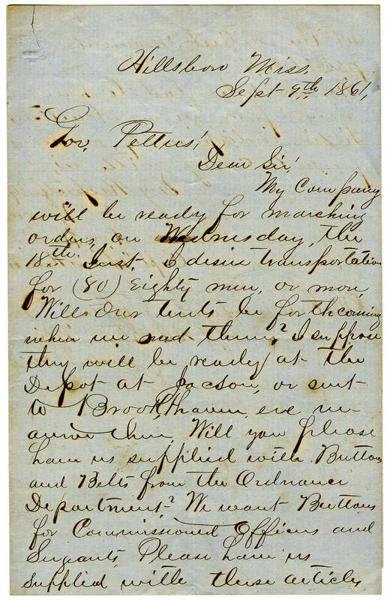 Hillsboro Miss,
Sept 9th 1861,
Gov. Pettus!
Dear Sir!
My Company
will be ready for marching
orders, on Wednesday, the
18th Inst. I desire transportation
for (80) Eighty men, or more
Will our tents be forthcoming
when we need them? I suppose
they will be ready at the
Depot at Jacson, or sent
to Brookhaven, ere we
arrive there. Will you please
have us supplied with Buttons
and Belts from the Ordnance
Department? We want Buttons
for Commissioned Officers and
Surgants, Please have us
supplied with these articles